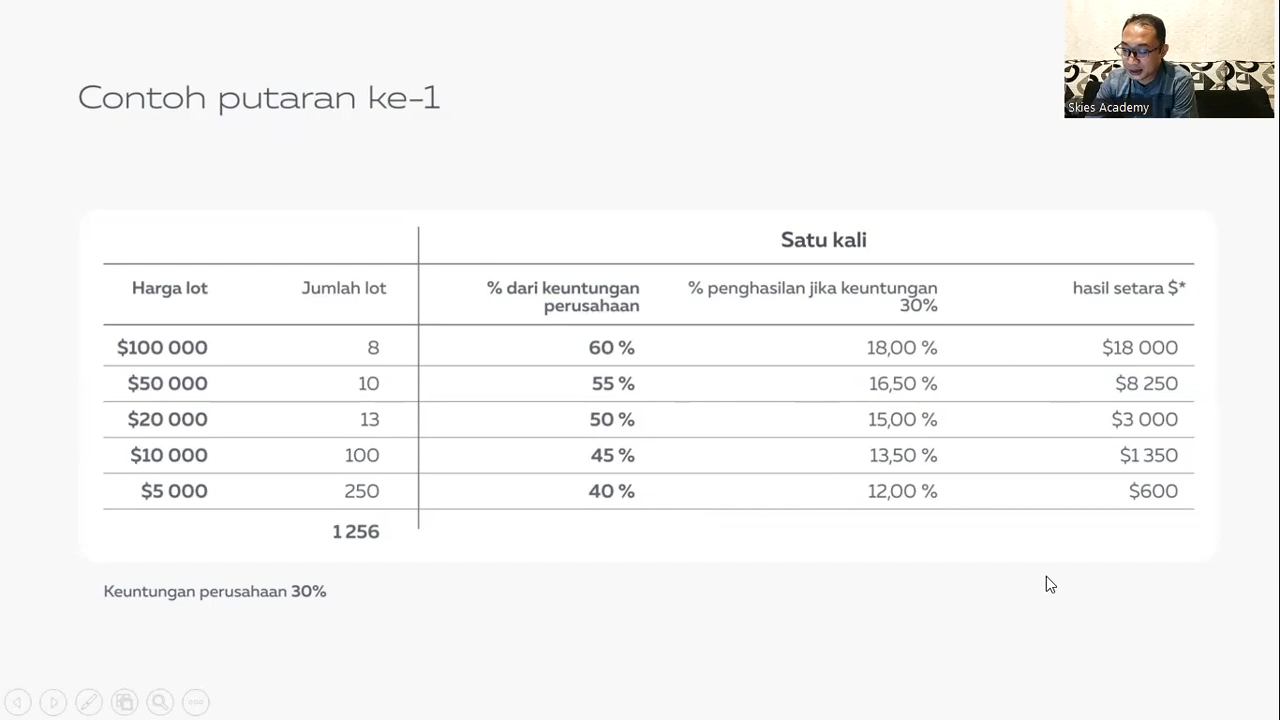 Skies Academy
Contoh putaran ke-1
Satu kali
Harga lot Jumlah lot % dari keuntungan perusahaan % penghasilan jika keuntungan 30% hasil setara $*
$100 000 8 60 % 18,00 % $18 000
$50 000 10 55 % 16,50 % $8 250
$20 000 13 50 % 15,00 % $3 000
$10 000 100 45 % 13,50 % $1 350
$5 000 250 40 % 12,00 % $600
1 256
Keuntungan perusahaan 30%